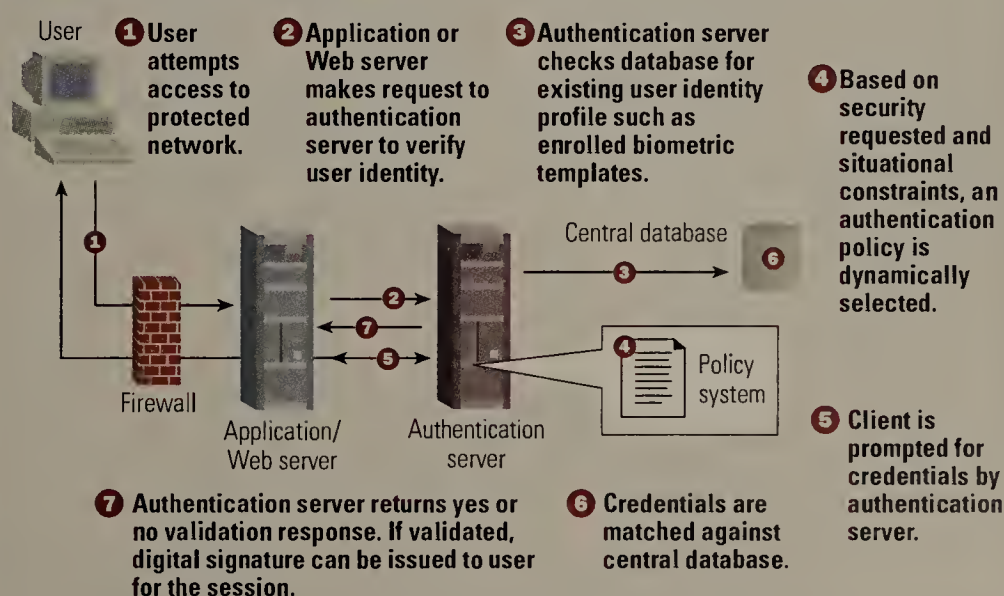 User
1 User
attempts
access to
protected
network.
2 Application or
Web server
makes request to
authentication
server to verify
user identity.
3 Authentication server
checks database for
existing user identity
profile such as
enrolled biometric
templates.
4 Based on
security
requested and
situational
constraints, an
authentication
policy is
dynamically
selected.
1
Central database
3
6
2
7
5
4
Policy
system
Firewall
Application/
Web server
Authentication
server
5 Client is
prompted for
credentials by
authentication
server.
6 Credentials are
matched against
central database.
7 Authentication server returns yes or
no validation response. If validated,
digital signature can be issued to user
for the session.